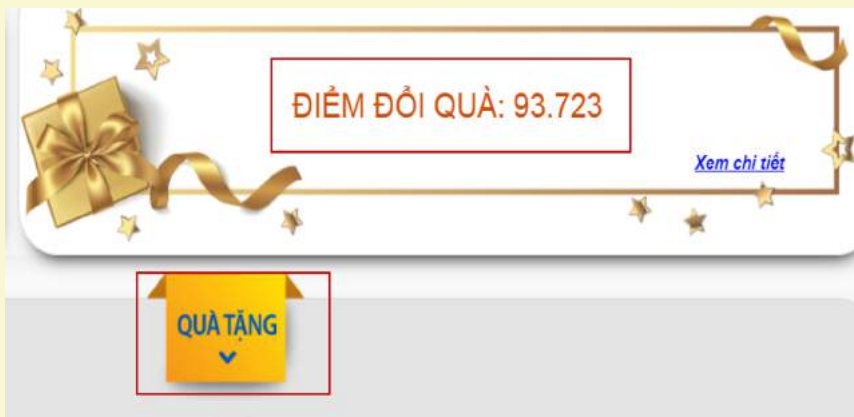 ĐIỂM ĐỔI QUÀ: 93.723
Xem chi tiết
QUÀ TẶNG